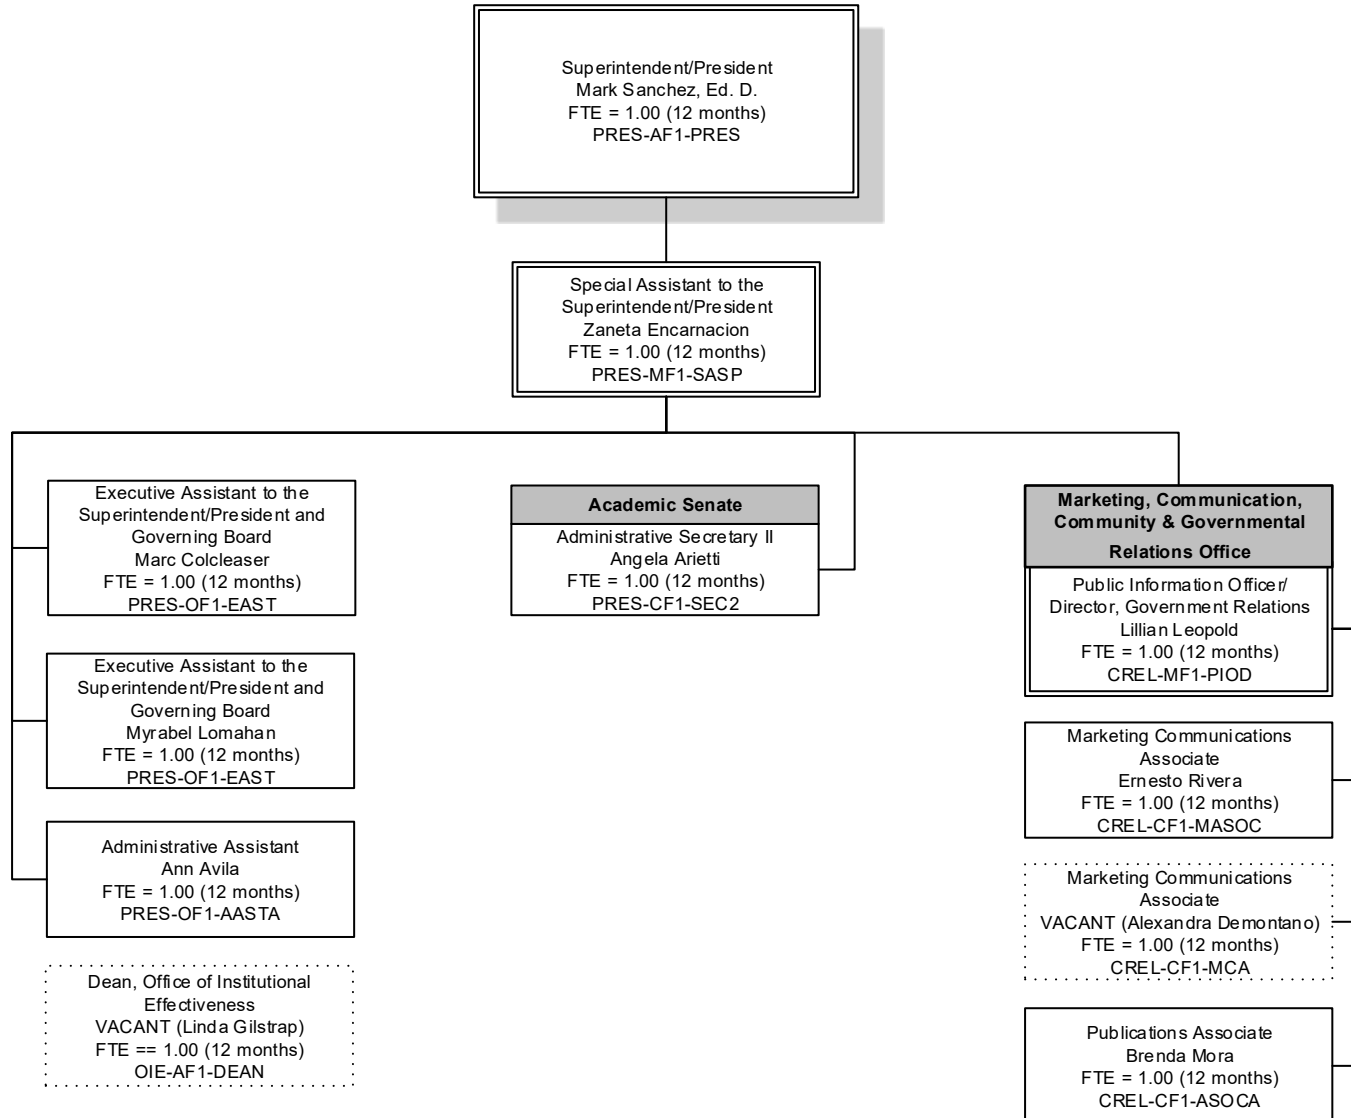 Superintendent/President
Mark Sanchez, Ed. D.
FTE = 1.00 (12 months)
PRES-AF1-PRES
Special Assistant to the
Superintendent/President
Zaneta Encarnacion
FTE = 1.00 (12 months)
PRES-MF1-SASP
Executive Assistant to the
Superintendent/President and
Governing Board
Marc Colcleaser
FTE = 1.00 (12 months)
PRES-OF1-EAST
Executive Assistant to the
Superintendent/President and
Governing Board
Myrabel Lomahan
FTE = 1.00 (12 months)
PRES-OF1-EAST
Administrative Assistant
Ann Avila
FTE = 1.00 (12 months)
PRES-OF1-AASTA
Dean, Office of Institutional
Effectiveness
VACANT (Linda Gilstrap)
FTE == 1.00 (12 months)
OIE-AF1-DEAN
Academic Senate
Administrative Secretary II
Angela Arietti
FTE = 1.00 (12 months)
PRES-CF1-SEC2
Marketing, Communication,
Community & Governmental
Relations Office
Public Information Officer/
Director, Government Relations
Lillian Leopold
FTE = 1.00 (12 months)
CREL-MF1-PIOD
Marketing Communications
Associate
Ernesto Rivera
FTE = 1.00 (12 months)
CREL-CF1-MASOC
Marketing Communications
Associate
VACANT (Alexandra Demontano)
FTE = 1.00 (12 months)
CREL-CF1-MCA
Publications Associate
Brenda Mora
FTE = 1.00 (12 months)
CREL-CF1-ASOCA